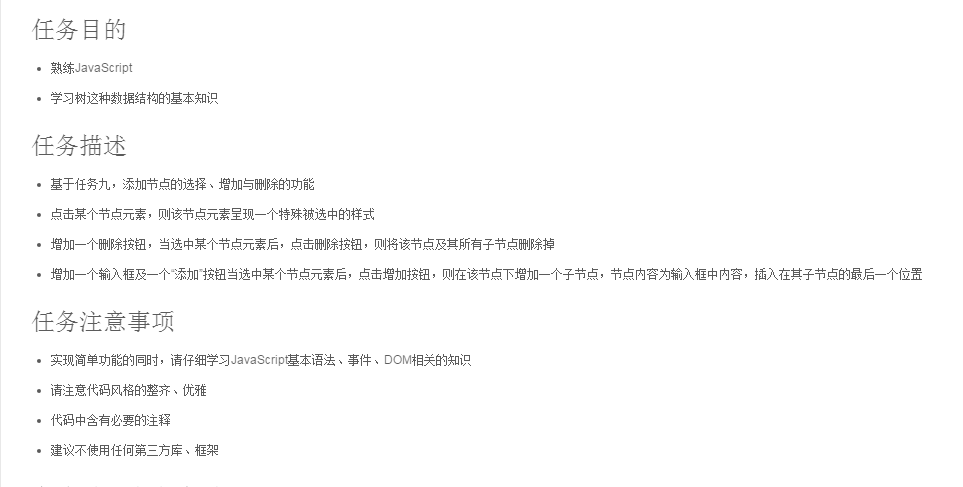 任务目的
熟练JavaScript
学习树这种数据结构的基本知识
任务描述
基于任务九，添加节点的选择、增加与删除的功能
点击某个节点元素，则该节点元素呈现一个特殊被选中的样式
增加一个删除按钮，当选中某个节点元素后，点击删除按钮，则将该节点及其所有子节点删除掉
增加一个输入框及一个“添加”按钮当选中某个节点元素后，点击增加按钮，则在该节点下增加一个子节点，节点内容为输入框中内容，插入在其子节点的最后一个位置
任务注意事项
实现简单功能的同时，请仔细学习JavaScript基本语法、事件、DOM相关的知识
请注意代码风格的整齐、优雅
代码中含有必要的注释
建议不使用任何第三方库、框架